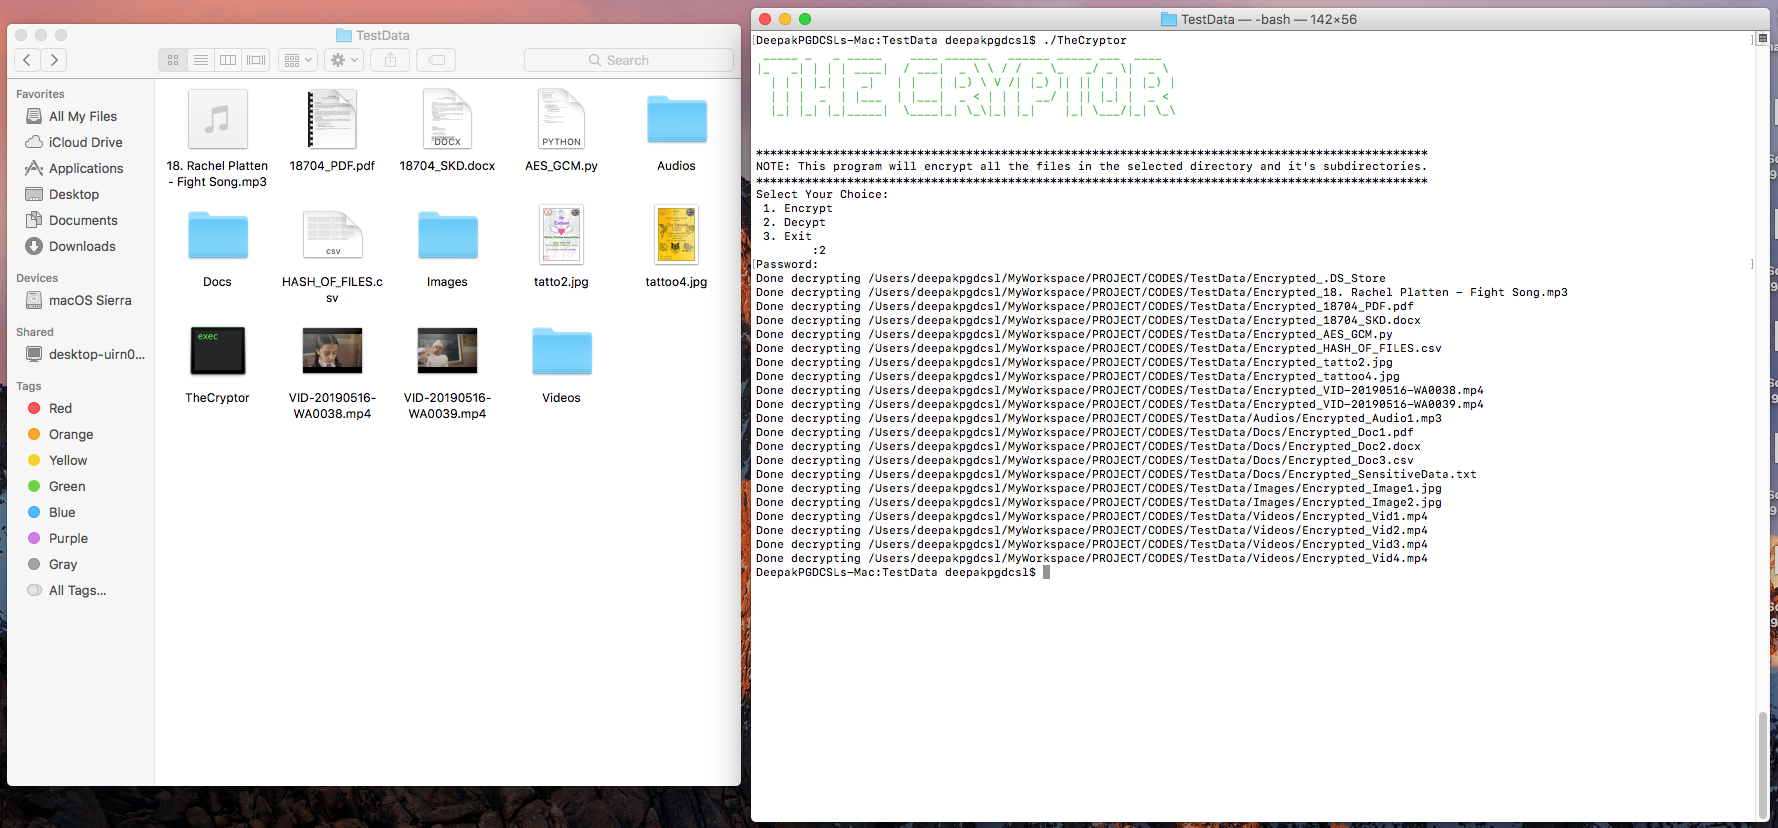 TestData
Search
Favorites
All My Files
iCloud Drive
Applications
Desktop
Documents
Downloads
Devices
macOS Sierra
Shared
desktop-uirn0...
Tags
Red
Orange
Yellow
Green
Blue
Purple
Gray
All Tags...
DOCX
PYTHON
18. Rachel Platten
- Fight Song.mp3
18704_PDF.pdf
18704_SKD.docx
AES_GCM.py
Audios
csv
Docs
HASH_OF_FILES.c
sv
Images
tatto2.jpg
tattoo4.jpg
exec
TheCryptor
VID-20190516-
WA0038.mp4
VID-20190516-
WA0039.mp4
Videos
TestData — -bash — 142×56
[DeepakPGDCSLs-Mac:TestData deepakpgdcsl$ ./TheCryptor ]
THE CRYPTOR
************************************************************************************************
NOTE: This program will encrypt all the files in the selected directory and it's subdirectories.
************************************************************************************************
Select Your Choice:
1. Encrypt
2. Decypt
3. Exit
:2
[Password: ]
Done decrypting /Users/deepakpgdcsl/MyWorkspace/PROJECT/CODES/TestData/Encrypted_.DS_Store
Done decrypting /Users/deepakpgdcsl/MyWorkspace/PROJECT/CODES/TestData/Encrypted_18. Rachel Platten - Fight Song.mp3
Done decrypting /Users/deepakpgdcsl/MyWorkspace/PROJECT/CODES/TestData/Encrypted_18704_PDF.pdf
Done decrypting /Users/deepakpgdcsl/MyWorkspace/PROJECT/CODES/TestData/Encrypted_18704_SKD.docx
Done decrypting /Users/deepakpgdcsl/MyWorkspace/PROJECT/CODES/TestData/Encrypted_AES_GCM.py
Done decrypting /Users/deepakpgdcsl/MyWorkspace/PROJECT/CODES/TestData/Encrypted_HASH_OF_FILES.csv
Done decrypting /Users/deepakpgdcsl/MyWorkspace/PROJECT/CODES/TestData/Encrypted_tatto2.jpg
Done decrypting /Users/deepakpgdcsl/MyWorkspace/PROJECT/CODES/TestData/Encrypted_tattoo4.jpg
Done decrypting /Users/deepakpgdcsl/MyWorkspace/PROJECT/CODES/TestData/Encrypted_VID-20190516-WA0038.mp4
Done decrypting /Users/deepakpgdcsl/MyWorkspace/PROJECT/CODES/TestData/Encrypted_VID-20190516-WA0039.mp4
Done decrypting /Users/deepakpgdcsl/MyWorkspace/PROJECT/CODES/TestData/Audios/Encrypted_Audio1.mp3
Done decrypting /Users/deepakpgdcsl/MyWorkspace/PROJECT/CODES/TestData/Docs/Encrypted_Doc1.pdf
Done decrypting /Users/deepakpgdcsl/MyWorkspace/PROJECT/CODES/TestData/Docs/Encrypted_Doc2.docx
Done decrypting /Users/deepakpgdcsl/MyWorkspace/PROJECT/CODES/TestData/Docs/Encrypted_Doc3.csv
Done decrypting /Users/deepakpgdcsl/MyWorkspace/PROJECT/CODES/TestData/Docs/Encrypted_SensitiveData.txt
Done decrypting /Users/deepakpgdcsl/MyWorkspace/PROJECT/CODES/TestData/Images/Encrypted_Image1.jpg
Done decrypting /Users/deepakpgdcsl/MyWorkspace/PROJECT/CODES/TestData/Images/Encrypted_Image2.jpg
Done decrypting /Users/deepakpgdcsl/MyWorkspace/PROJECT/CODES/TestData/Videos/Encrypted_Vid1.mp4
Done decrypting /Users/deepakpgdcsl/MyWorkspace/PROJECT/CODES/TestData/Videos/Encrypted_Vid2.mp4
Done decrypting /Users/deepakpgdcsl/MyWorkspace/PROJECT/CODES/TestData/Videos/Encrypted_Vid3.mp4
Done decrypting /Users/deepakpgdcsl/MyWorkspace/PROJECT/CODES/TestData/Videos/Encrypted_Vid4.mp4
DeepakPGDCSLs-Mac:TestData deepakpgdcsl$